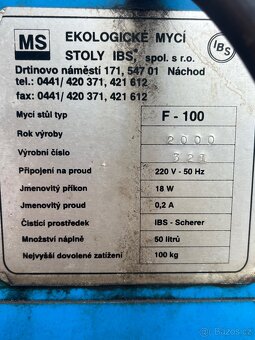 MS
EKOLOGICKÉ MYCÍ
STOLY IBS, spol. s r.o.
IBS
Drtinovo náměstí 171, 547 01 Náchod
tel.: 0441/ 420 371, 421 612
fax: 0441/ 420 371, 421 612
Mycí stůl typ F - 100
Rok výroby 2000
Výrobní číslo 321
Připojení na proud 220 V - 50 Hz
Jmenovitý příkon 18 W
Jmenovitý proud 0,2 A
Čistící prostředek IBS - Scherer
Množství náplně 50 litrů
Nejvyšší dovolené zatížení 100 kg
Bazoš.cz